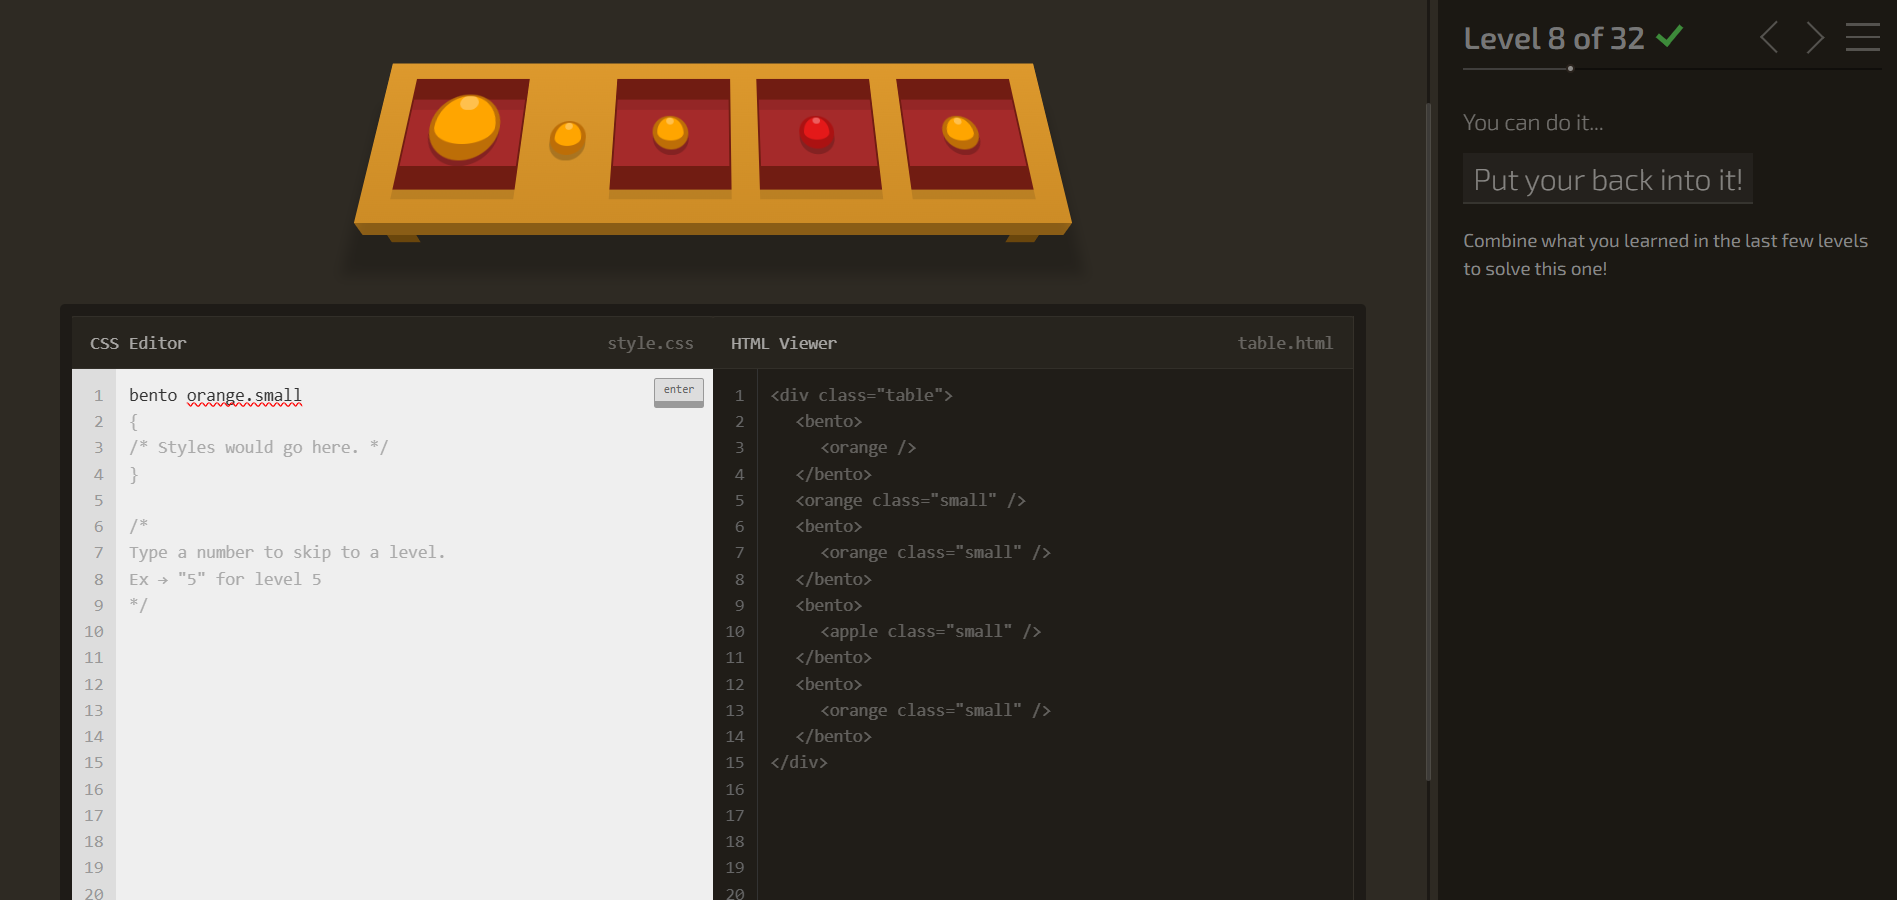 Level 8 of 32
You can do it...
Put your back into it!
Combine what you learned in the last few levels
to solve this one!
CSS Editor
style.css
1 bento orange.small
enter
2 {
3 /* Styles would go here. */
4 }
5
6 /*
7 Type a number to skip to a level.
8 Ex → "5" for level 5
9 */
10
11
12
13
14
15
16
17
18
19
20
HTML Viewer
table.html
1 <div class="table">
2 <bento>
3 <orange />
4 </bento>
5 <orange class="small" />
6 <bento>
7 <orange class="small" />
8 </bento>
9 <bento>
10 <apple class="small" />
11 </bento>
12 <bento>
13 <orange class="small" />
14 </bento>
15 </div>
16
17
18
19
20